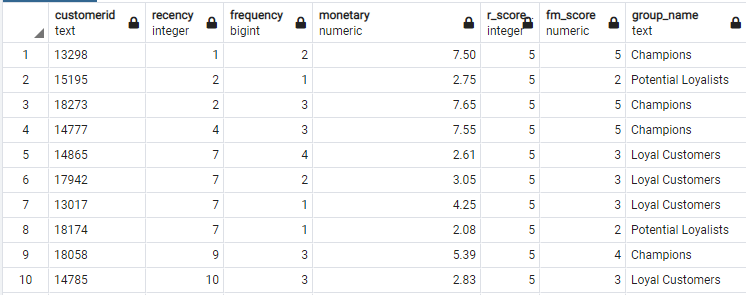 customerid recency frequency monetary r_score fm_score group_name
text integer bigint numeric integer numeric text
1 13298 1 2 7.50 5 5 Champions
2 15195 2 1 2.75 5 2 Potential Loyalists
3 18273 2 3 7.65 5 5 Champions
4 14777 4 3 7.55 5 5 Champions
5 14865 7 4 2.61 5 3 Loyal Customers
6 17942 7 2 3.05 5 3 Loyal Customers
7 13017 7 1 4.25 5 3 Loyal Customers
8 18174 7 1 2.08 5 2 Potential Loyalists
9 18058 9 3 5.39 5 4 Champions
10 14785 10 3 2.83 5 3 Loyal Customers